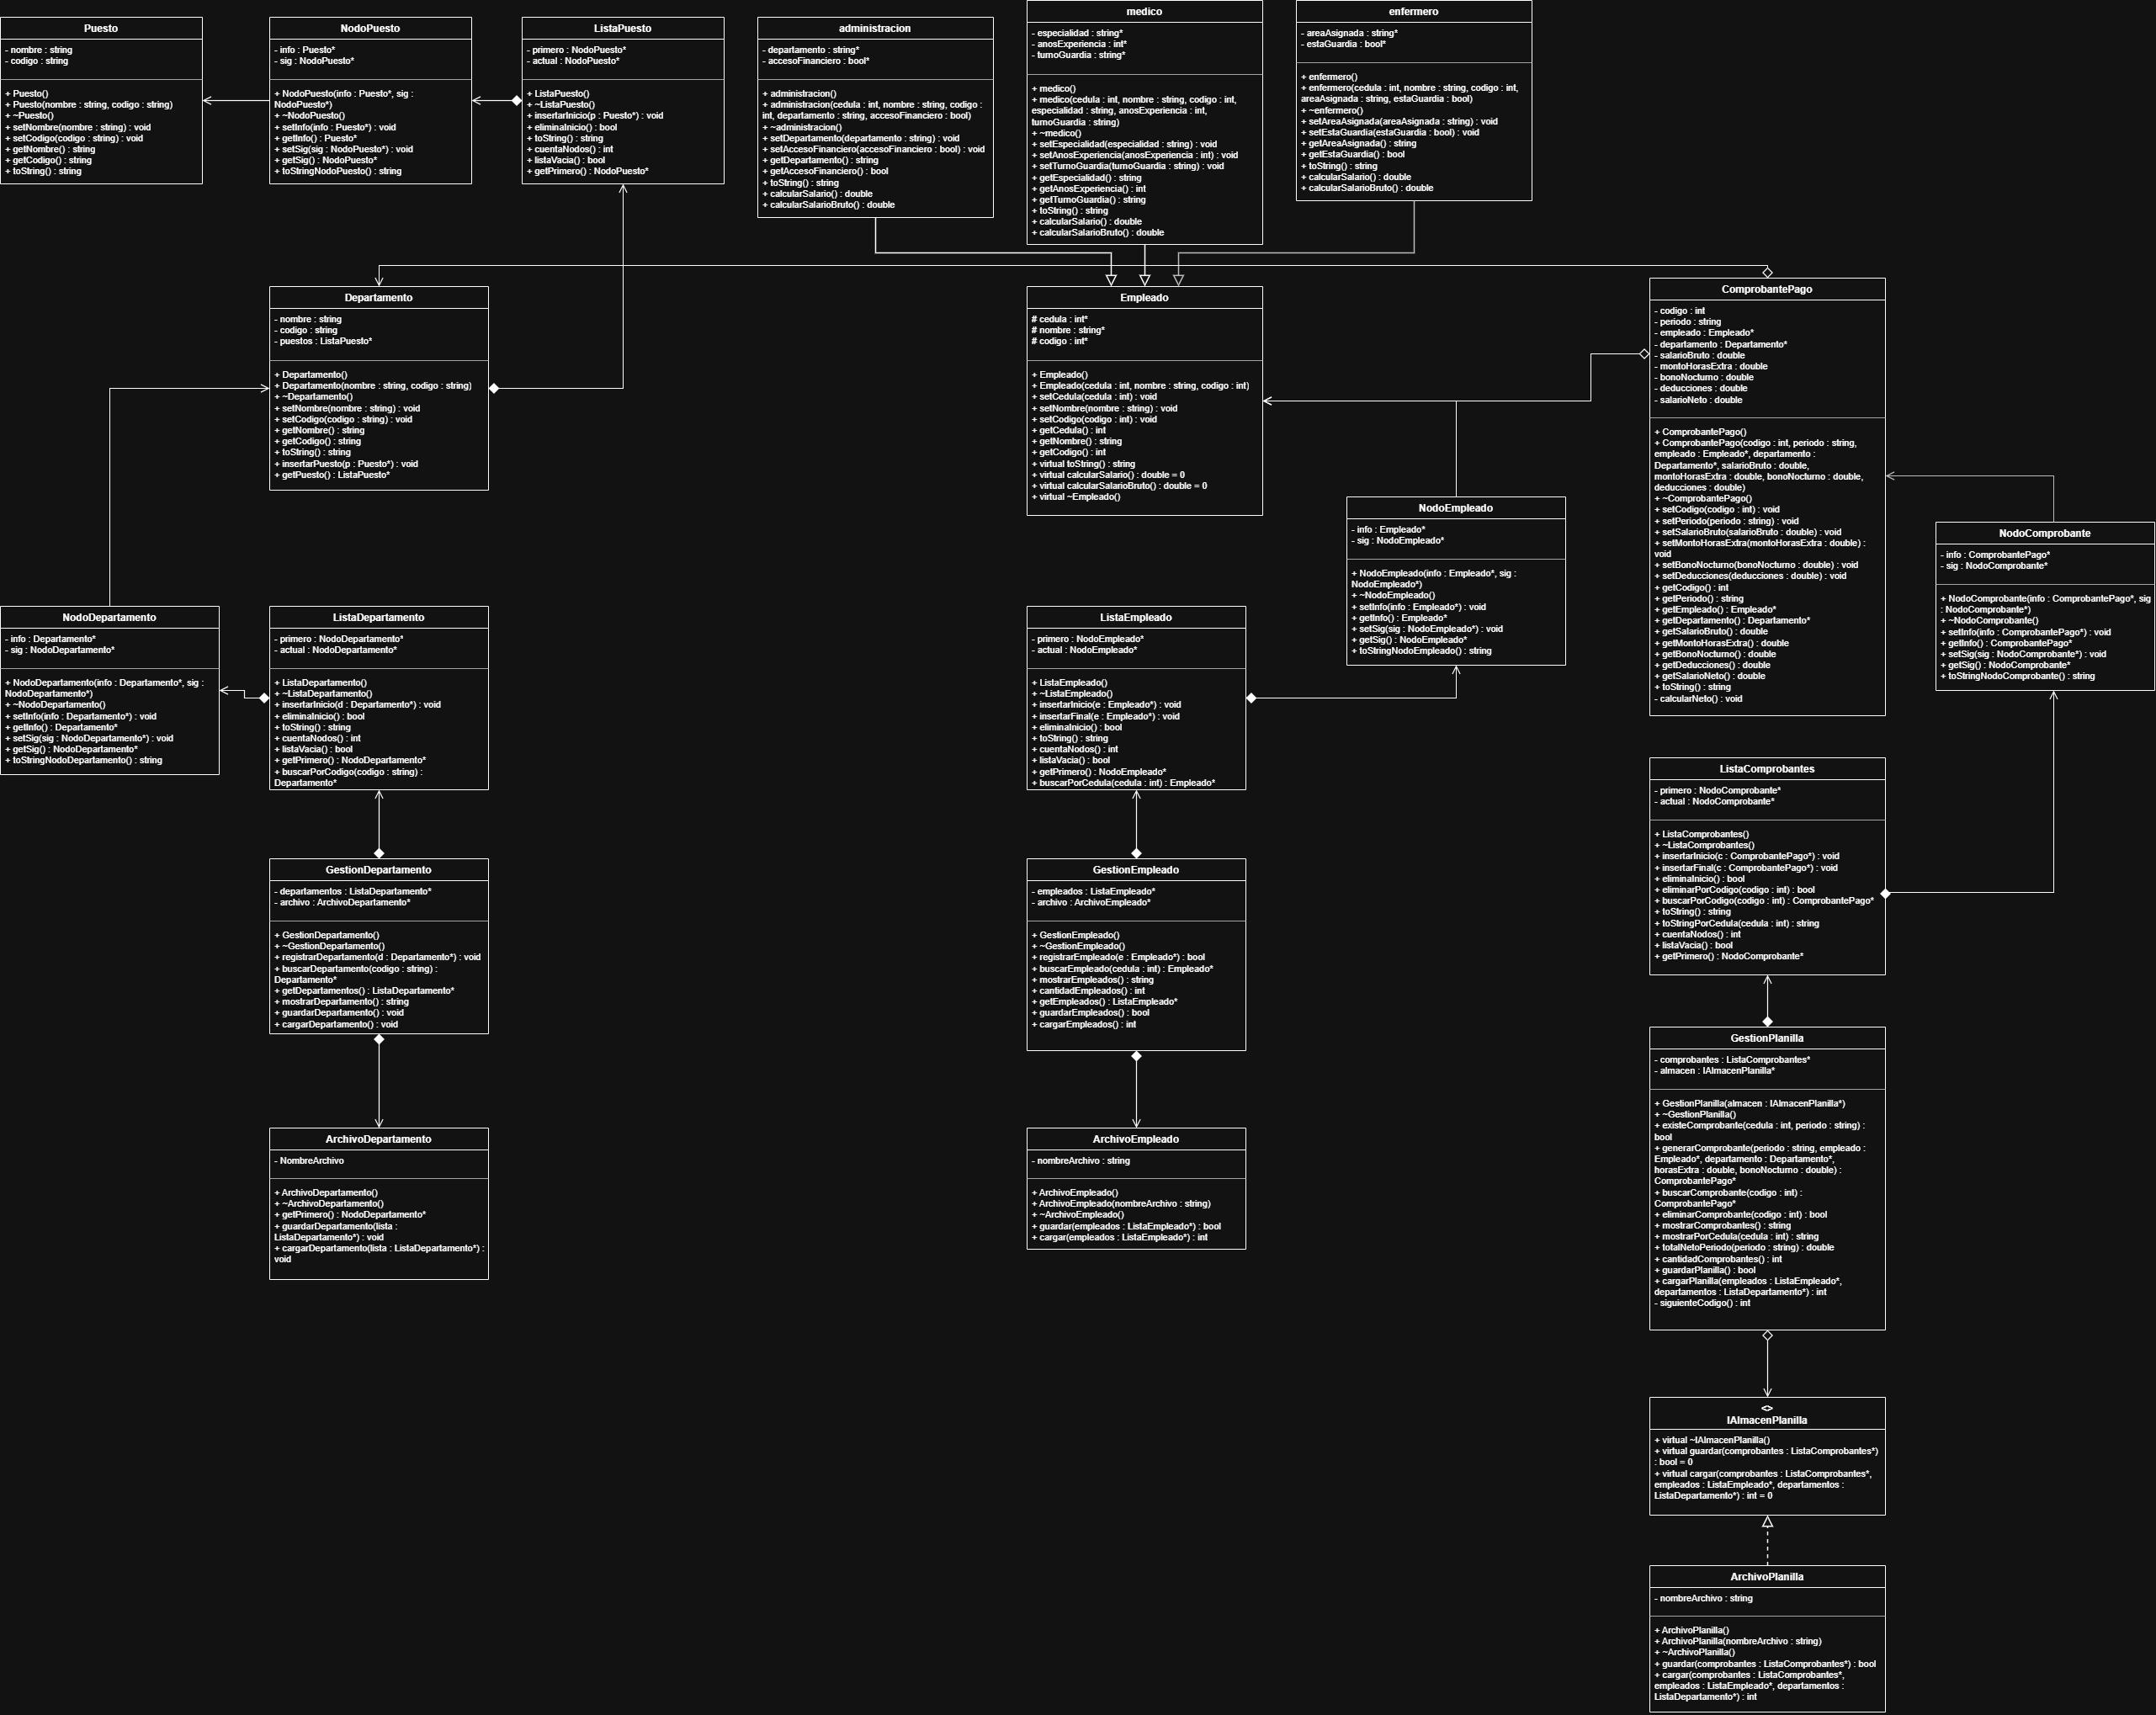 Puesto
- nombre : string
- codigo : string
+ Puesto()
+ Puesto(nombre : string, codigo : string)
+ ~Puesto()
+ setNombre(nombre : string) : void
+ setCodigo(codigo : string) : void
+ getNombre() : string
+ getCodigo() : string
+ toString() : string
NodoPuesto
- info : Puesto*
- sig : NodoPuesto*
+ NodoPuesto(info : Puesto*, sig :
NodoPuesto*)
+ ~NodoPuesto()
+ setInfo(info : Puesto*) : void
+ getInfo() : Puesto*
+ setSig(sig : NodoPuesto*) : void
+ getSig() : NodoPuesto*
+ toStringNodoPuesto() : string
ListaPuesto
- primero : NodoPuesto*
- actual : NodoPuesto*
+ ListaPuesto()
+ ~ListaPuesto()
+ insertarInicio(p : Puesto*) : void
+ eliminaInicio() : bool
+ toString() : string
+ cuentaNodos() : int
+ listaVacia() : bool
+ getPrimero() : NodoPuesto*
administracion
- departamento : string*
- accesoFinanciero : bool*
+ administracion()
+ administracion(cedula : int, nombre : string, codigo :
int, departamento : string, accesoFinanciero : bool)
+ ~administracion()
+ setDepartamento(departamento : string) : void
+ setAccesoFinanciero(accesoFinanciero : bool) : void
+ getDepartamento() : string
+ getAccesoFinanciero() : bool
+ toString() : string
+ calcularSalario() : double
+ calcularSalarioBruto() : double
medico
- especialidad : string*
- anosExperiencia : int*
- turnoGuardia : string*
+ medico()
+ medico(cedula : int, nombre : string, codigo : int,
especialidad : string, anosExperiencia : int,
turnoGuardia : string)
+ ~medico()
+ setEspecialidad(especialidad : string) : void
+ setAnosExperiencia(anosExperiencia : int) : void
+ setTurnoGuardia(turnoGuardia : string) : void
+ getEspecialidad() : string
+ getAnosExperiencia() : int
+ getTurnoGuardia() : string
+ toString() : string
+ calcularSalario() : double
+ calcularSalarioBruto() : double
enfermero
- areaAsignada : string*
- estaGuardia : bool*
+ enfermero()
+ enfermero(cedula : int, nombre : string, codigo : int,
areaAsignada : string, estaGuardia : bool)
+ ~enfermero()
+ setAreaAsignada(areaAsignada : string) : void
+ setEstaGuardia(estaGuardia : bool) : void
+ getAreaAsignada() : string
+ getEstaGuardia() : bool
+ toString() : string
+ calcularSalario() : double
+ calcularSalarioBruto() : double
Departamento
- nombre : string
- codigo : string
- puestos : ListaPuesto*
+ Departamento()
+ Departamento(nombre : string, codigo : string)
+ ~Departamento()
+ setNombre(nombre : string) : void
+ setCodigo(codigo : string) : void
+ getNombre() : string
+ getCodigo() : string
+ toString() : string
+ insertarPuesto(p : Puesto*) : void
+ getPuesto() : ListaPuesto*
Empleado
# cedula : int*
# nombre : string*
# codigo : int*
+ Empleado()
+ Empleado(cedula : int, nombre : string, codigo : int)
+ setCedula(cedula : int) : void
+ setNombre(nombre : string) : void
+ setCodigo(codigo : int) : void
+ getCedula() : int
+ getNombre() : string
+ getCodigo() : int
+ virtual toString() : string
+ virtual calcularSalario() : double = 0
+ virtual calcularSalarioBruto() : double = 0
+ virtual ~Empleado()
ComprobantePago
- codigo : int
- periodo : string
- empleado : Empleado*
- departamento : Departamento*
- salarioBruto : double
- montoHorasExtra : double
- bonoNocturno : double
- deducciones : double
- salarioNeto : double
+ ComprobantePago()
+ ComprobantePago(codigo : int, periodo : string,
empleado : Empleado*, departamento :
Departamento*, salarioBruto : double,
montoHorasExtra : double, bonoNocturno : double,
deducciones : double)
+ ~ComprobantePago()
+ setCodigo(codigo : int) : void
+ setPeriodo(periodo : string) : void
+ setSalarioBruto(salarioBruto : double) : void
+ setMontoHorasExtra(montoHorasExtra : double) :
void
+ setBonoNocturno(bonoNocturno : double) : void
+ setDeducciones(deducciones : double) : void
+ getCodigo() : int
+ getPeriodo() : string
+ getEmpleado() : Empleado*
+ getDepartamento() : Departamento*
+ getSalarioBruto() : double
+ getMontoHorasExtra() : double
+ getBonoNocturno() : double
+ getDeducciones() : double
+ getSalarioNeto() : double
+ toString() : string
- calcularNeto() : void
NodoEmpleado
- info : Empleado*
- sig : NodoEmpleado*
+ NodoEmpleado(info : Empleado*, sig :
NodoEmpleado*)
+ ~NodoEmpleado()
+ setInfo(info : Empleado*) : void
+ getInfo() : Empleado*
+ setSig(sig : NodoEmpleado*) : void
+ getSig() : NodoEmpleado*
+ toStringNodoEmpleado() : string
NodoComprobante
- info : ComprobantePago*
- sig : NodoComprobante*
+ NodoComprobante(info : ComprobantePago*, sig
: NodoComprobante*)
+ ~NodoComprobante()
+ setInfo(info : ComprobantePago*) : void
+ getInfo() : ComprobantePago*
+ setSig(sig : NodoComprobante*) : void
+ getSig() : NodoComprobante*
+ toStringNodoComprobante() : string
NodoDepartamento
- info : Departamento*
- sig : NodoDepartamento*
+ NodoDepartamento(info : Departamento*, sig :
NodoDepartamento*)
+ ~NodoDepartamento()
+ setInfo(info : Departamento*) : void
+ getInfo() : Departamento*
+ setSig(sig : NodoDepartamento*) : void
+ getSig() : NodoDepartamento*
+ toStringNodoDepartamento() : string
ListaDepartamento
- primero : NodoDepartamento*
- actual : NodoDepartamento*
+ ListaDepartamento()
+ ~ListaDepartamento()
+ insertarInicio(d : Departamento*) : void
+ eliminaInicio() : bool
+ toString() : string
+ cuentaNodos() : int
+ listaVacia() : bool
+ getPrimero() : NodoDepartamento*
+ buscarPorCodigo(codigo : string) :
Departamento*
ListaEmpleado
- primero : NodoEmpleado*
- actual : NodoEmpleado*
+ ListaEmpleado()
+ ~ListaEmpleado()
+ insertarInicio(e : Empleado*) : void
+ insertarFinal(e : Empleado*) : void
+ eliminaInicio() : bool
+ toString() : string
+ cuentaNodos() : int
+ listaVacia() : bool
+ getPrimero() : NodoEmpleado*
+ buscarPorCedula(cedula : int) : Empleado*
ListaComprobantes
- primero : NodoComprobante*
- actual : NodoComprobante*
+ ListaComprobantes()
+ ~ListaComprobantes()
+ insertarInicio(c : ComprobantePago*) : void
+ insertarFinal(c : ComprobantePago*) : void
+ eliminaInicio() : bool
+ eliminarPorCodigo(codigo : int) : bool
+ buscarPorCodigo(codigo : int) : ComprobantePago*
+ toString() : string
+ toStringPorCedula(cedula : int) : string
+ cuentaNodos() : int
+ listaVacia() : bool
+ getPrimero() : NodoComprobante*
GestionDepartamento
- departamentos : ListaDepartamento*
- archivo : ArchivoDepartamento*
+ GestionDepartamento()
+ ~GestionDepartamento()
+ registrarDepartamento(d : Departamento*) : void
+ buscarDepartamento(codigo : string) :
Departamento*
+ getDepartamentos() : ListaDepartamento*
+ mostrarDepartamento() : string
+ guardarDepartamento() : void
+ cargarDepartamento() : void
GestionEmpleado
- empleados : ListaEmpleado*
- archivo : ArchivoEmpleado*
+ GestionEmpleado()
+ ~GestionEmpleado()
+ registrarEmpleado(e : Empleado*) : bool
+ buscarEmpleado(cedula : int) : Empleado*
+ mostrarEmpleados() : string
+ cantidadEmpleados() : int
+ getEmpleados() : ListaEmpleado*
+ guardarEmpleados() : bool
+ cargarEmpleados() : int
GestionPlanilla
- comprobantes : ListaComprobantes*
- almacen : IAlmacenPlanilla*
+ GestionPlanilla(almacen : IAlmacenPlanilla*)
+ ~GestionPlanilla()
+ existeComprobante(cedula : int, periodo : string) :
bool
+ generarComprobante(periodo : string, empleado :
Empleado*, departamento : Departamento*,
horasExtra : double, bonoNocturno : double) :
ComprobantePago*
+ buscarComprobante(codigo : int) :
ComprobantePago*
+ eliminarComprobante(codigo : int) : bool
+ mostrarComprobantes() : string
+ mostrarPorCedula(cedula : int) : string
+ totalNetoPeriodo(periodo : string) : double
+ cantidadComprobantes() : int
+ guardarPlanilla() : bool
+ cargarPlanilla(empleados : ListaEmpleado*,
departamentos : ListaDepartamento*) : int
- siguienteCodigo() : int
ArchivoDepartamento
- NombreArchivo
+ ArchivoDepartamento()
+ ~ArchivoDepartamento()
+ getPrimero() : NodoDepartamento*
+ guardarDepartamento(lista :
ListaDepartamento*) : void
+ cargarDepartamento(lista : ListaDepartamento*) :
void
ArchivoEmpleado
- nombreArchivo : string
+ ArchivoEmpleado()
+ ArchivoEmpleado(nombreArchivo : string)
+ ~ArchivoEmpleado()
+ guardar(empleados : ListaEmpleado*) : bool
+ cargar(empleados : ListaEmpleado*) : int
<>
IAlmacenPlanilla
+ virtual ~IAlmacenPlanilla()
+ virtual guardar(comprobantes : ListaComprobantes*)
: bool = 0
+ virtual cargar(comprobantes : ListaComprobantes*,
empleados : ListaEmpleado*, departamentos :
ListaDepartamento*) : int = 0
ArchivoPlanilla
- nombreArchivo : string
+ ArchivoPlanilla()
+ ArchivoPlanilla(nombreArchivo : string)
+ ~ArchivoPlanilla()
+ guardar(comprobantes : ListaComprobantes*) : bool
+ cargar(comprobantes : ListaComprobantes*,
empleados : ListaEmpleado*, departamentos :
ListaDepartamento*) : int